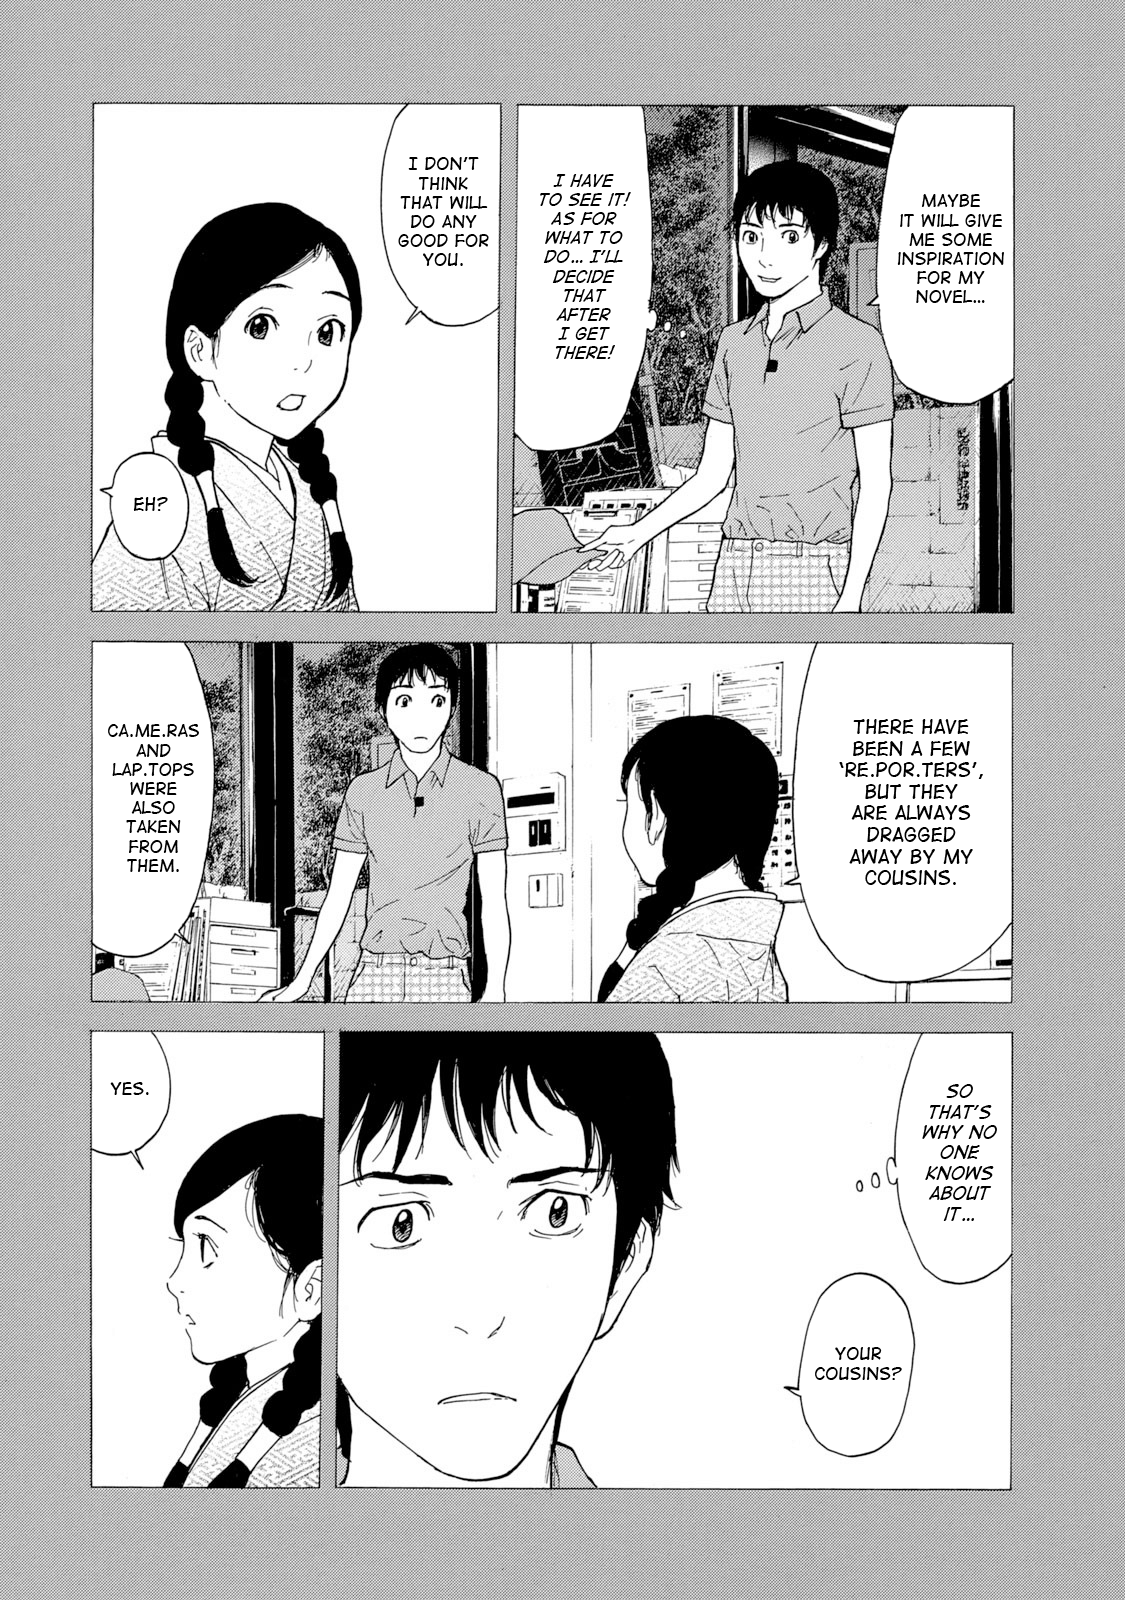 MAYBE
IT WILL GIVE
ME SOME
INSPIRATION
FOR MY
NOVEL...
I HAVE
TO SEE IT!
AS FOR
WHAT TO
DO... I'LL
DECIDE
THAT
AFTER
I GET
THERE!
I DON'T
THINK
THAT WILL
DO ANY
GOOD FOR
YOU.
EH?
THERE HAVE
BEEN A FEW
'RE.POR.TERS',
BUT THEY
ARE ALWAYS
DRAGGED
AWAY BY MY
COUSINS.
CA.ME.RAS
AND
LAP.TOPS
WERE
ALSO
TAKEN
FROM
THEM.
SO
THAT'S
WHY NO
ONE
KNOWS
ABOUT
IT...
YOUR
COUSINS?
YES.